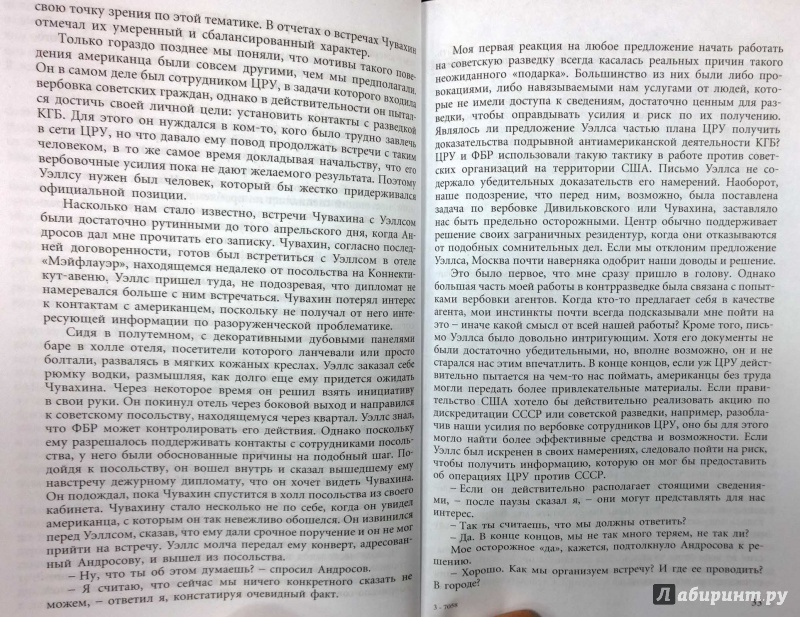 свою точку зрения по этой тематике. В отчетах о встречах Чувахин
отмечал их умеренный и сбалансированный характер.
Только гораздо позднее мы поняли, что мотивы такого пове-
дения американца были совсем другими, чем мы предполагали.
Он в самом деле был сотрудником ЦРУ, в задачи которого входила
вербовка советских граждан, однако в действительности он пытал-
ся достичь своей личной цели: установить контакты с разведкой
КГБ. Для этого он нуждался в ком-то, кого было трудно завлечь
в сети ЦРУ, но что давало ему повод продолжать встречи с таким
человеком, в то же самое время докладывая начальству, что его
вербовочные усилия пока не дают желаемого результата. Поэтому
Уэллсу нужен был человек, который бы жестко придерживался
официальной позиции.
Насколько нам стало известно, встречи Чувахина с Уэллсом
были достаточно рутинными до того апрельского дня, когда Ан-
дросов дал мне прочитать его записку. Чувахин, согласно послед-
ней договоренности, готов был встретиться с Уэллсом в отеле
«Мэйфлауэр», находящемся недалеко от посольства на Коннекти-
кут-авеню. Уэллс пришел туда, не подозревая, что дипломат не
намеревался больше с ним встречаться. Чувахин потерял интерес
к контактам с американцем, поскольку не получал от него инте-
ресующей информации по разоруженческой проблематике.
Сидя в полутемном, с декоративными дубовыми панелями
баре в холле отеля, посетители которого ланчевали или просто
болтали, развалясь в мягких кожаных креслах. Уэллс заказал себе
рюмку водки, размышляя, как долго еще ему придется ожидать
Чувахина. Через некоторое время он решил взять инициативу
в свои руки. Он покинул отель через боковой выход и направился
к советскому посольству, находящемуся через квартал. Уэллс знал,
что ФБР может контролировать его действия. Однако поскольку
ему разрешалось поддерживать контакты с сотрудниками посоль-
ства, у него были обоснованные причины на подобный шаг. По-
дойдя к посольству, он вошел внутрь и сказал вышедшему ему
навстречу дежурному дипломату, что он хочет видеть Чувахина.
Он подождал, пока Чувахин спустится в холл посольства из своего
кабинета. Чувахину стало несколько не по себе, когда он увидел
американца, с которым он так невежливо обошелся. Он извинился
перед Уэллсом, сказав, что ему дали срочное поручение и он не мог
прийти на встречу. Уэллс молча передал ему конверт, адресован-
ный Андросову, и вышел из посольства.
– Ну, что ты об этом думаешь? – спросил Андросов.
– Я считаю, что сейчас мы ничего конкретного сказать не
можем, – ответил я, констатируя очевидный факт.
Моя первая реакция на любое предложение начать работать
на советскую разведку всегда касалась реальных причин такого
неожиданного «подарка». Большинство из них были либо про-
вокациями, либо навязываемыми нам услугами от людей, кото-
рые не имели доступа к сведениям, достаточно ценным для раз-
ведки, чтобы оправдывать усилия и риск по их получению.
Являлось ли предложение Уэллса частью плана ЦРУ получить
доказательства подрывной антиамериканской деятельности КГБ?
ЦРУ и ФБР использовали такую тактику в работе против совет-
ских организаций на территории США. Письмо Уэллса не со-
держало убедительных доказательств его намерений. Наоборот,
наше подозрение, что перед ним, возможно, была поставлена
задача по вербовке Дивильковского или Чувахина, заставляло
нас быть предельно осторожными. Центр обычно поддерживает
решение своих заграничных резидентур, когда они отказываются
от подобных сомнительных дел. Если мы отклоним предложение
Уэллса, Москва почти наверняка одобрит наши доводы и решение.
Это было первое, что мне сразу пришло в голову. Однако
большая часть моей работы в контрразведке была связана с попыт-
ками вербовки агентов. Когда кто-то предлагает себя в качестве
агента, мои инстинкты почти всегда подсказывали мне пойти на
это – иначе какой смысл от всей нашей работы? Кроме того, пись-
мо Уэллса было довольно интригующим. Хотя его документы не
были достаточно убедительными, но, вполне возможно, он и не
старался нас этим впечатлить. В конце концов, если уж ЦРУ дейст-
вительно пытается на чем-то нас поймать, американцы без труда
могли передать более привлекательные материалы. Если прави-
тельство США хотело бы действительно реализовать акцию по
дискредитации СССР или советской разведки, например, разобла-
чив наши усилия по вербовке сотрудников ЦРУ, оно бы для этого
могло найти более эффективные средства и возможности. Если
Уэллс был искренен в своих намерениях, следовало пойти на риск,
чтобы получить информацию, которую он мог бы предоставить
об операциях ЦРУ против СССР.
– Если он действительно располагает стоящими сведения-
ми, – после паузы сказал я, – они могут представлять для нас
интерес.
– Так ты считаешь, что мы должны ответить?
– Да. В конце концов, мы не так много теряем, не так ли?
Мое осторожное «да», кажется, подтолкнуло Андросова к ре-
шению.
– Хорошо. Как мы организуем встречу? И где ее проводить?
В городе?
33
Лабиринт.ру